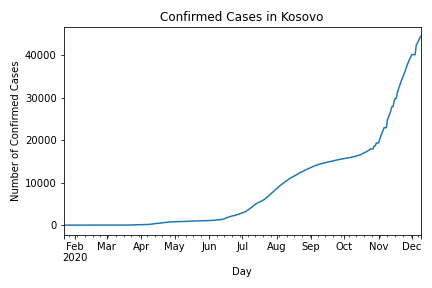 Confirmed Cases in Kosovo
Number of Confirmed Cases
40000
30000
20000
10000
0
Feb Mar Apr May Jun Jul Aug Sep Oct Nov Dec
2020
Day